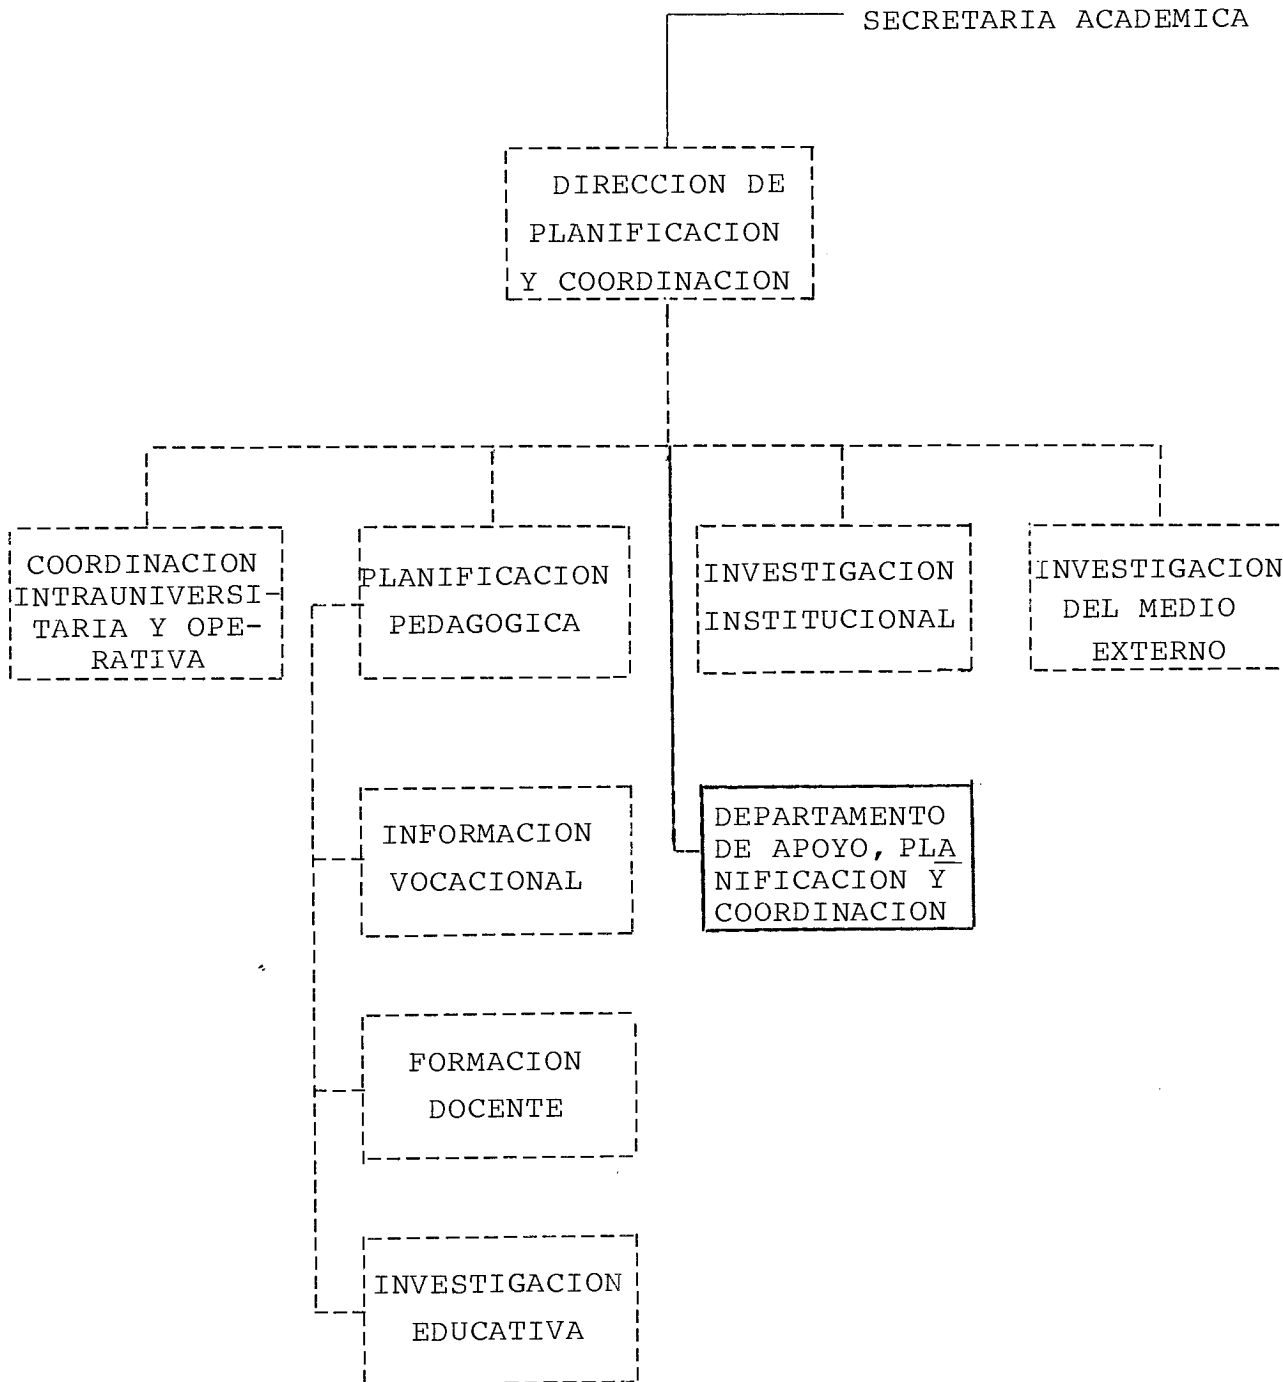 SECRETARIA ACADEMICA
DIRECCION DE
PLANIFICACION
Y COORDINACION
COORDINACION
INTRAUNIVERSI-
TARIA Y OPE-
RATIVA
PLANIFICACION
PEDAGOGICA
INVESTIGACION
INSTITUCIONAL
INVESTIGACION
DEL MEDIO
EXTERNO
INFORMACION
VOCACIONAL
DEPARTAMENTO
DE APOYO, PLA
NIFICACION Y
COORDINACION
FORMACION
DOCENTE
INVESTIGACION
EDUCATIVA